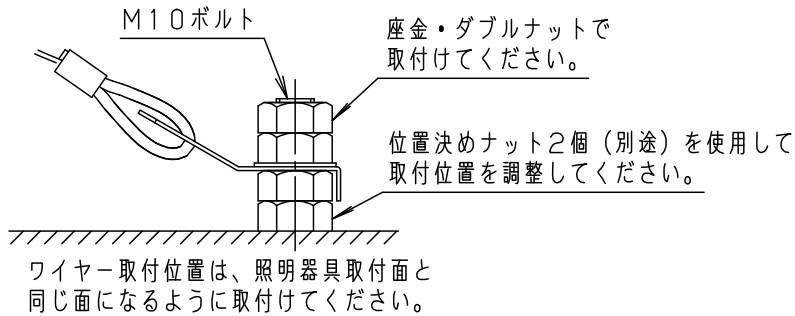 M10ボルト
座金・ダブルナットで
取付けてください。
位置決めナット2個（別途）を使用して
取付位置を調整してください。
ワイヤー取付位置は、照明器具取付面と
同じ面になるように取付けてください。